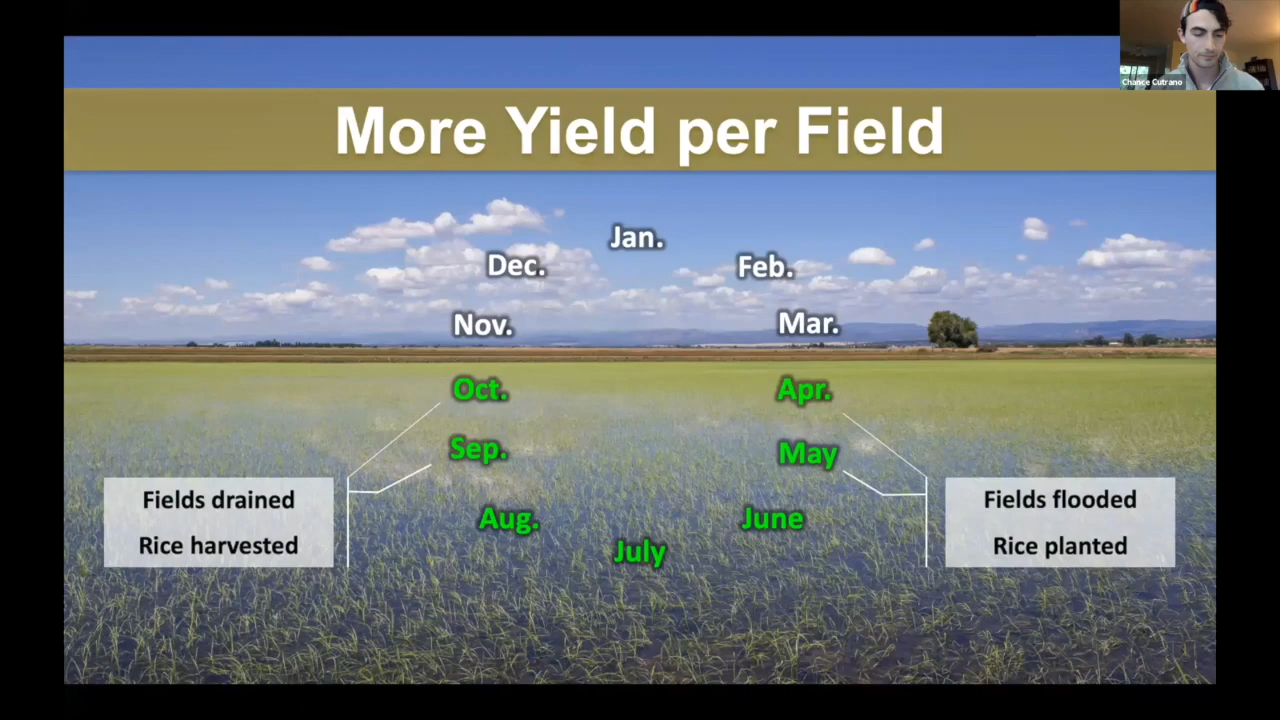 Chance Cutrano
More Yield per Field
Jan.
Dec.
Feb.
Nov.
Mar.
Oct.
Apr.
Sep.
May
Fields drained
Rice harvested
Fields flooded
Rice planted
Aug.
June
July